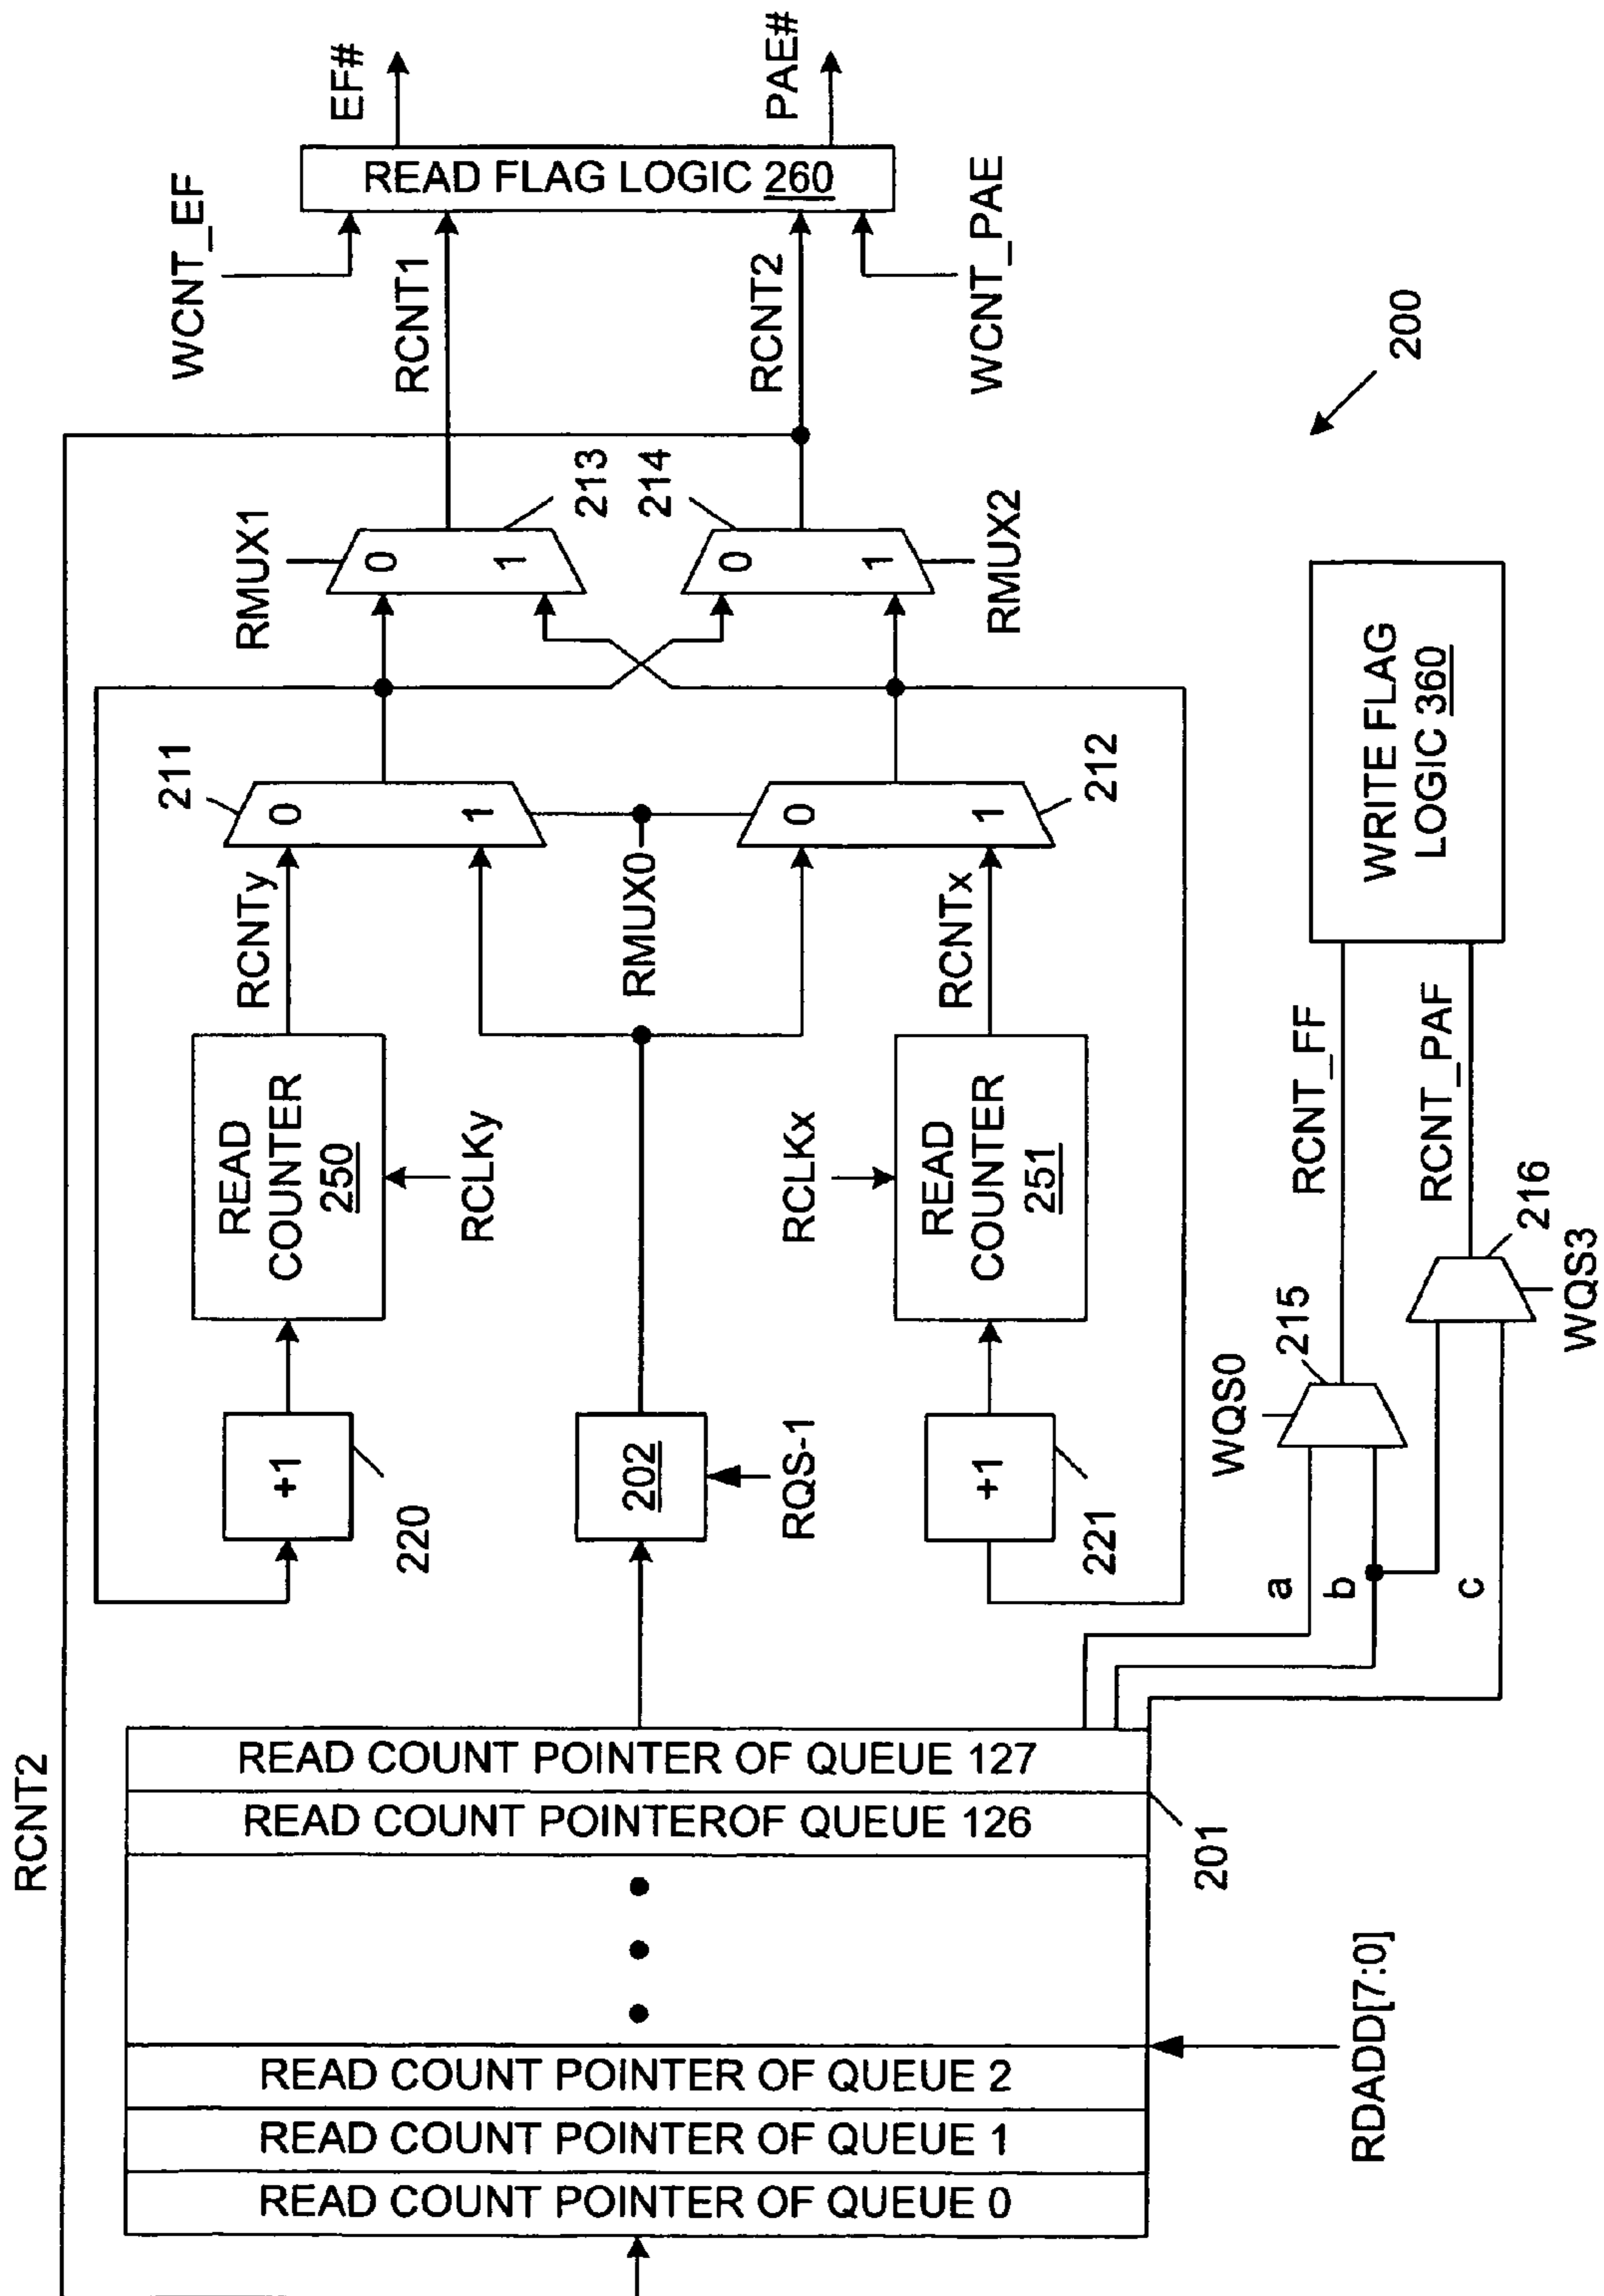 RCNT2
READ COUNT POINTER OF QUEUE 0
READ COUNT POINTER OF QUEUE 1
READ COUNT POINTER OF QUEUE 2
READ COUNT POINTEROF QUEUE 126
READ COUNT POINTER OF QUEUE 127
201
RDADD[7:0]
+1
220
202
RQS-1
+1
221
READ
COUNTER
250
RCLKy
RCLKx
READ
COUNTER
251
RCNTy
RMUX0
RCNTx
211
0
1
0
1
212
RMUX1
0
1
213
214
0
1
RMUX2
WCNT_EF
RCNT1
RCNT2
WCNT_PAE
READ FLAG LOGIC 260
EF#
PAE#
a
b
c
WQS0
215
216
WQS3
RCNT_FF
RCNT_PAF
WRITE FLAG
LOGIC 360
200